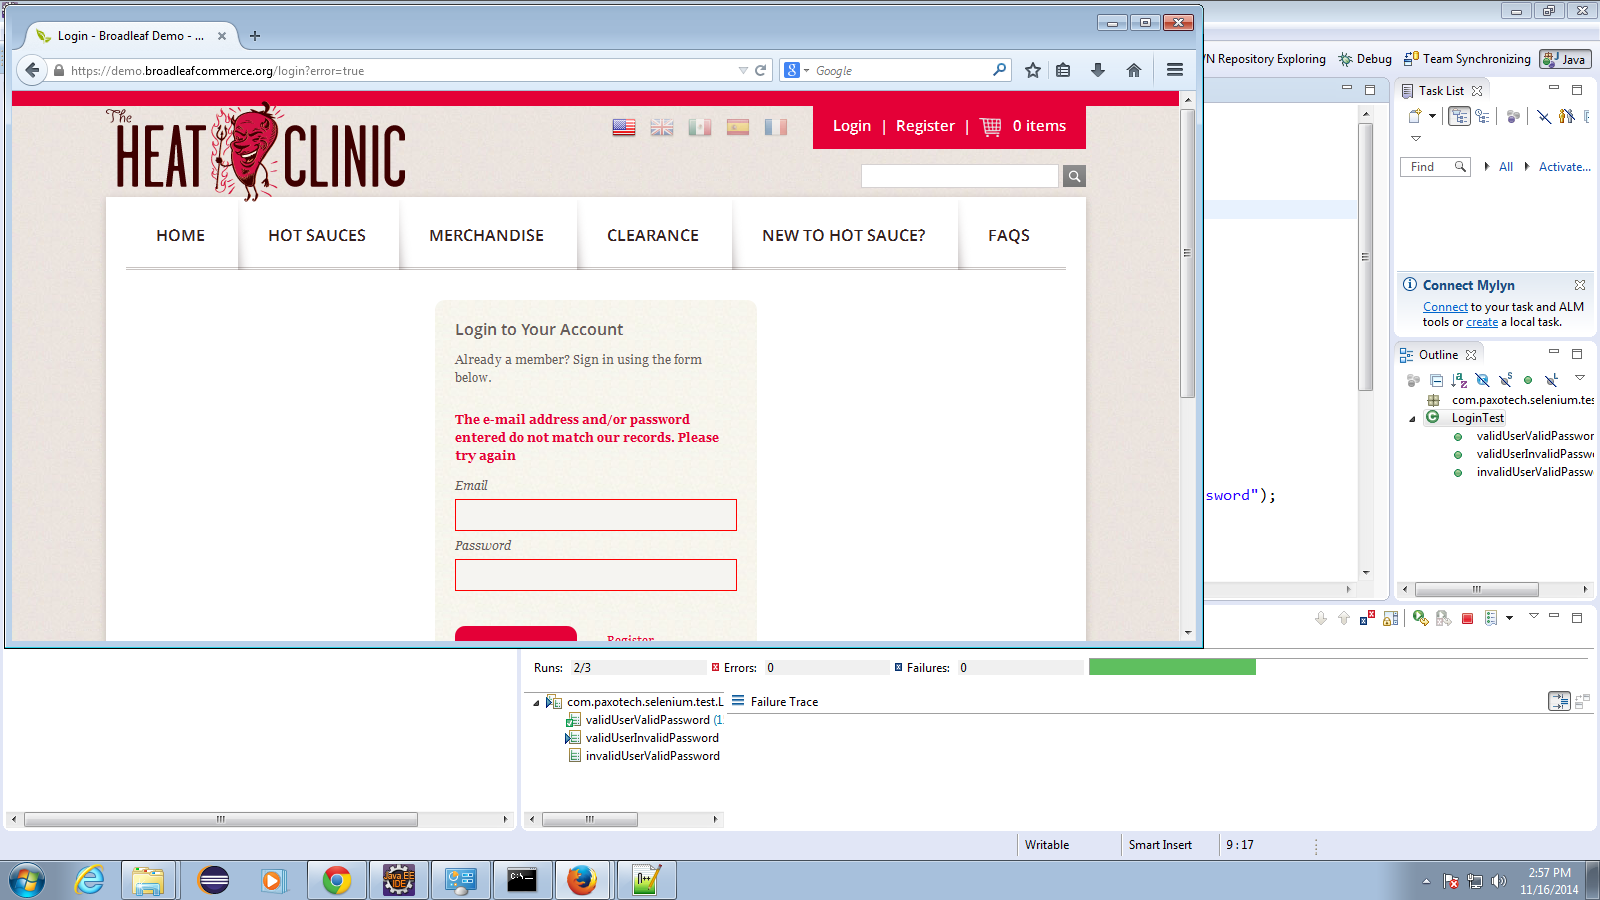 Login - Broadleaf Demo - ...
https://demo.broadleafcommerce.org/login?error=true
Google
The
HEAT CLINIC
Login | Register | 0 items
HOME
HOT SAUCES
MERCHANDISE
CLEARANCE
NEW TO HOT SAUCE?
FAQS
Login to Your Account
Already a member? Sign in using the form
below.
The e-mail address and/or password
entered do not match our records. Please
try again
Email
Password
Register
VN Repository Exploring
Debug
Team Synchronizing
Java
Task List
Find
All
Activate...
Connect Mylyn
Connect to your task and ALM
tools or create a local task.
Outline
com.paxotech.selenium.tes
LoginTest
validUserValidPasswor
validUserInvalidPassw
invalidUserValidPassw
sword");
Runs: 2/3
Errors: 0
Failures: 0
com.paxotech.selenium.test.L
validUserValidPassword (1.
validUserInvalidPassword
invalidUserValidPassword
Failure Trace
Writable
Smart Insert
9 : 17
Java EE
IDE
C:\.
N++
2:57 PM
11/16/2014